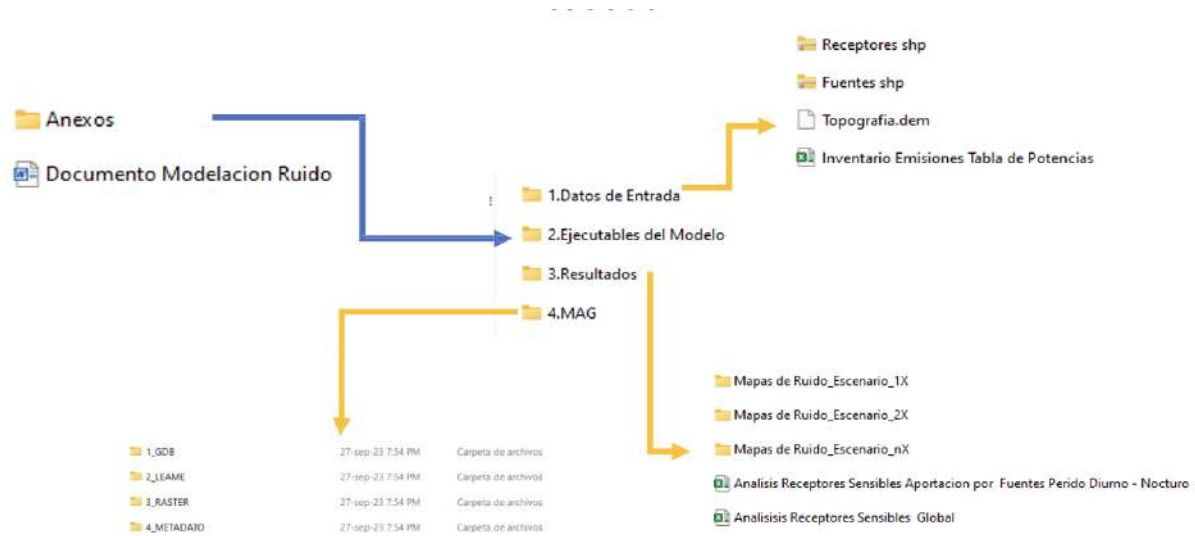 Anexos
Documento Modelacion Ruido
1.Datos de Entrada
2.Ejecutables del Modelo
3.Resultados
4.MAG
Receptores shp
Fuentes shp
Topografia.dem
Inventario Emisiones Tabla de Potencias
1_GDB 27-sep-23 7:54 PM Carpeta de archivos
2_LEAME 27-sep-23 7:54 PM Carpeta de archivos
3_RASTER 27-sep-23 7:54 PM Carpeta de archivos
4_METADATO 27-sep-23 7:54 PM Carpeta de archivos
Mapas de Ruido_Escenario_1X
Mapas de Ruido_Escenario_2X
Mapas de Ruido_Escenario_nX
Analisis Receptores Sensibles Aportacion por Fuentes Perido Diurno - Nocturo
Analisisis Receptores Sensibles Global